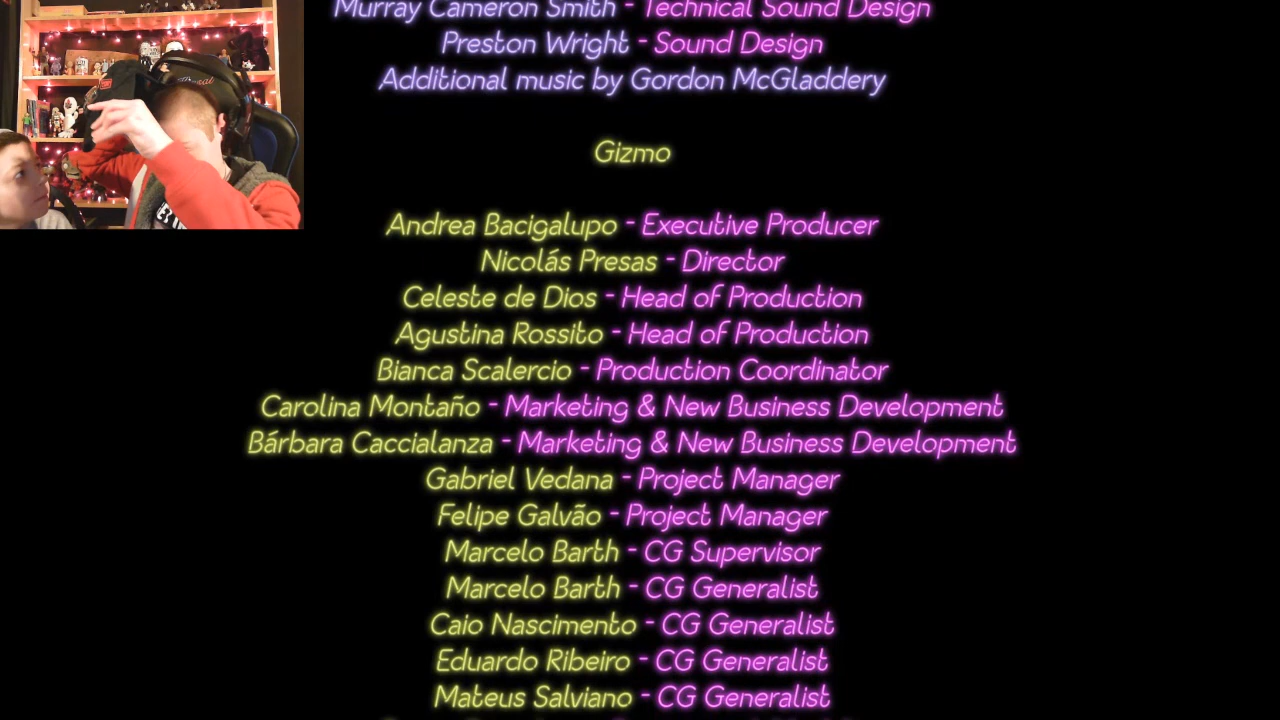 Murray Cameron Smith - Technical Sound Design
Preston Wright - Sound Design
Additional music by Gordon McGladdery
Gizmo
Andrea Bacigalupo - Executive Producer
Nicolás Presas - Director
Celeste de Dios - Head of Production
Agustina Rossito - Head of Production
Bianca Scalercio - Production Coordinator
Carolina Montaño - Marketing & New Business Development
Bárbara Caccialanza - Marketing & New Business Development
Gabriel Vedana - Project Manager
Felipe Galvão - Project Manager
Marcelo Barth - CG Supervisor
Marcelo Barth - CG Generalist
Caio Nascimento - CG Generalist
Eduardo Ribeiro - CG Generalist
Mateus Salviano - CG Generalist